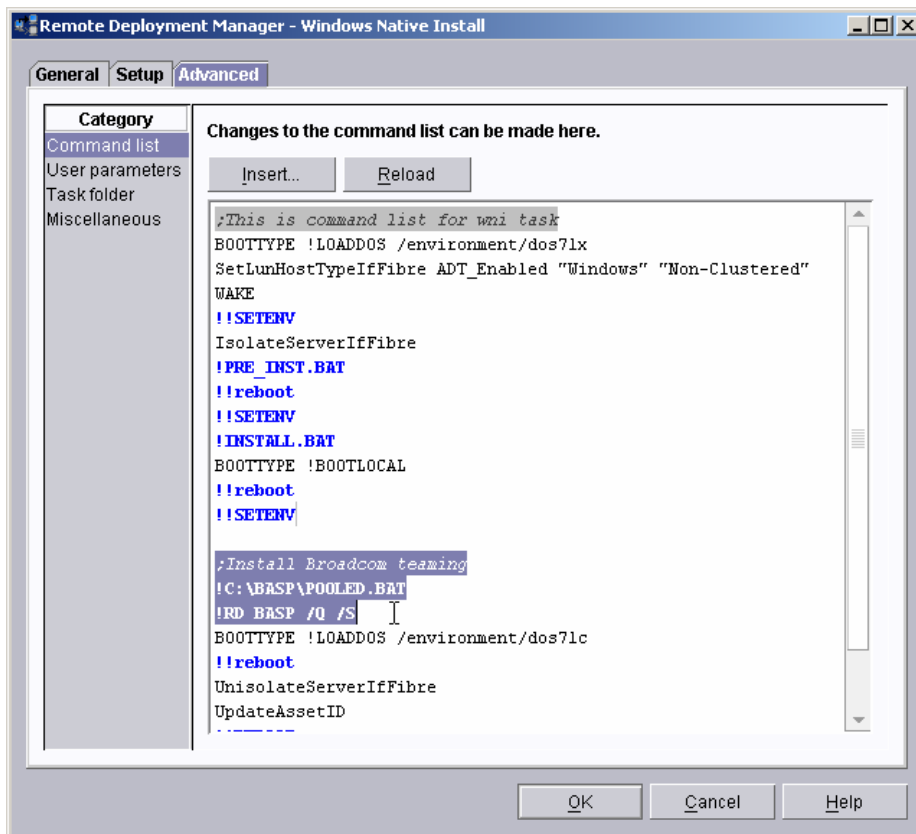 Remote Deployment Manager - Windows Native Install
General Setup Advanced
Category
Command list
User parameters
Task folder
Miscellaneous
Changes to the command list can be made here.
Insert... Reload
;This is command list for wni task
BOOTTYPE !LOADDOS /environment/dos71x
SetLunHostTypeIfFibre ADT_Enabled "Windows" "Non-Clustered"
WAKE
!!SETENV
IsolateServerIfFibre
!PRE_INST.BAT
!!reboot
!!SETENV
!INSTALL.BAT
BOOTTYPE !BOOTLOCAL
!!reboot
!!SETENV
;Install Broadcom teaming
!C:\BASP\POOLED.BAT
!RD BASP /Q /S
BOOTTYPE !LOADDOS /environment/dos71c
!!reboot
UnisolateServerIfFibre
UpdateAssetID
OK Cancel Help